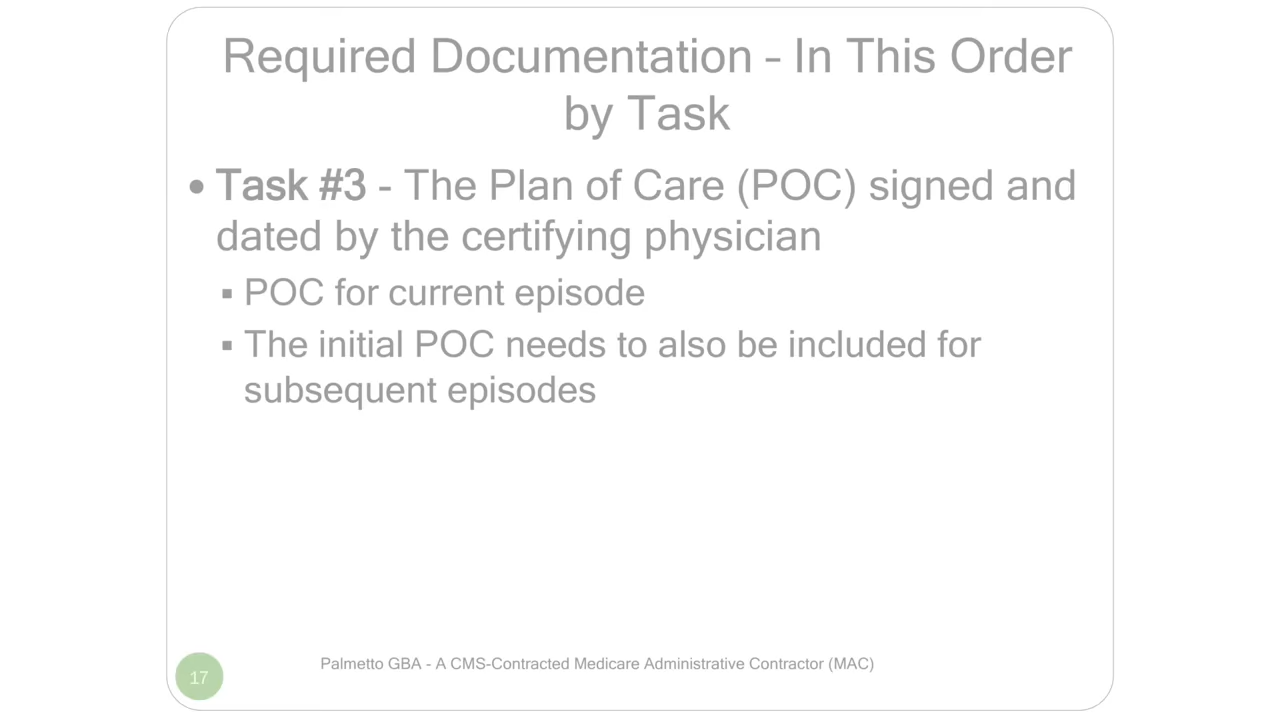 Required Documentation – In This Order
by Task
• Task #3 - The Plan of Care (POC) signed and
dated by the certifying physician
▪ POC for current episode
▪ The initial POC needs to also be included for
subsequent episodes
Palmetto GBA - A CMS-Contracted Medicare Administrative Contractor (MAC)
17